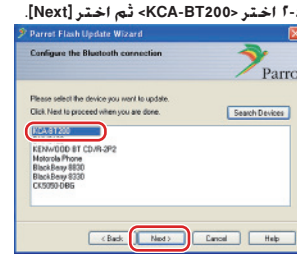 ٢-. اختر <KCA-BT200> ثم اختر [Next].
Parrot Flash Update Wizard
Configure the Bluetooth connection
Parrot
Please select the device you want to update.
Click Next to proceed when you are done.
Search Devices
KCA-BT200
KENWOOD BT CD/R-2P2
Motorola Phone
BlackBerry 8830
BlackBerry 8330
CK5050-DBG
< Back
Next >
Cancel
Help